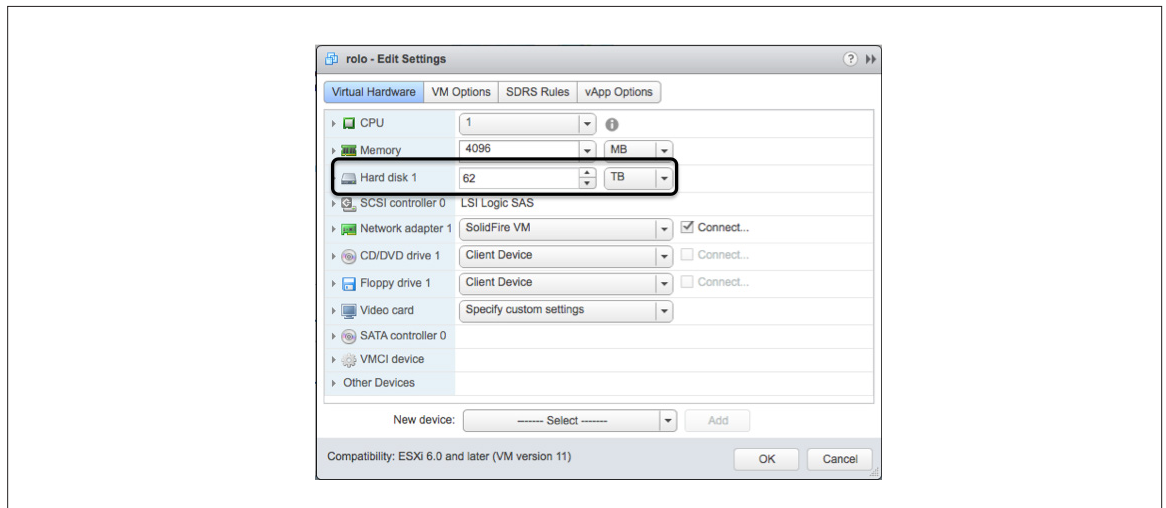 rolo - Edit Settings
Virtual Hardware VM Options SDRS Rules vApp Options
CPU 1
Memory 4096 MB
Hard disk 1 62 TB
SCSI controller 0 LSI Logic SAS
Network adapter 1 SolidFire VM Connect...
CD/DVD drive 1 Client Device Connect...
Floppy drive 1 Client Device Connect...
Video card Specify custom settings
SATA controller 0
VMCI device
Other Devices
New device: ------- Select ------- Add
Compatibility: ESXi 6.0 and later (VM version 11) OK Cancel